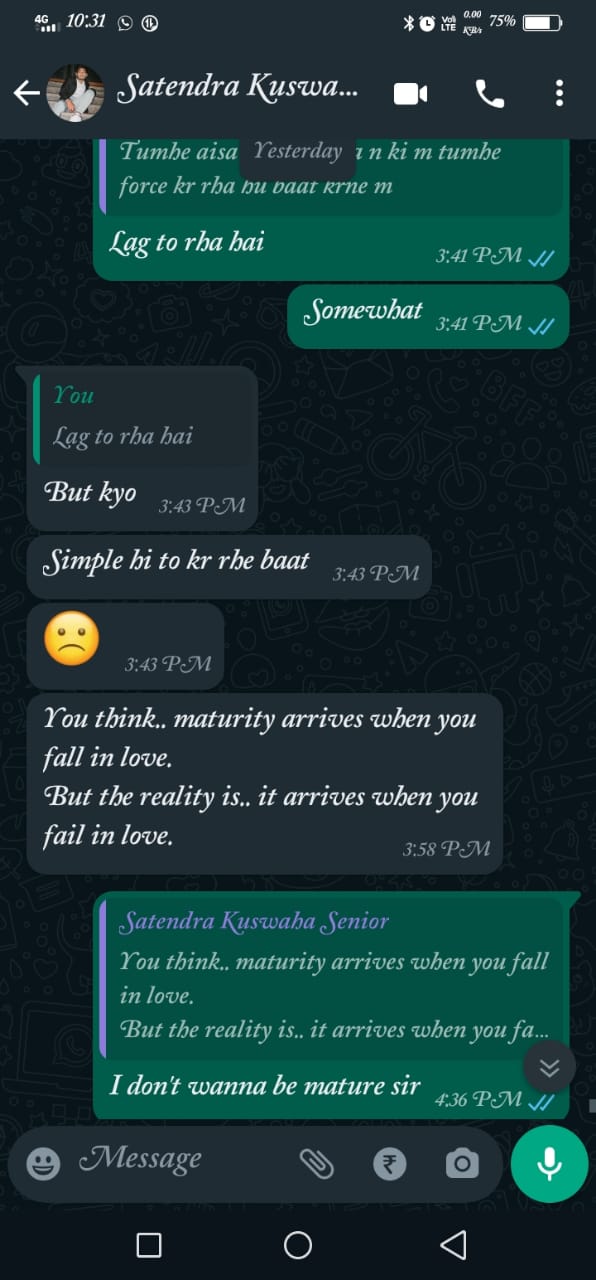 4G 10:31 Vo) LTE 0.00 KB/s 75%
Satendra Kuswa...
Yesterday
Tumhe aisa n ki m tumhe
force kr rha hu baat krne m
Lag to rha hai
3:41 PM
Somewhat 3:41 PM
You
Lag to rha hai
But kyo 3:43 PM
Simple hi to kr rhe baat 3:43 PM
3:43 PM
You think.. maturity arrives when you
fall in love.
But the reality is.. it arrives when you
fail in love.
3:58 PM
Satendra Kuswaha Senior
You think.. maturity arrives when you fall
in love.
But the reality is.. it arrives when you fa...
I don't wanna be mature sir
4:36 PM
Message